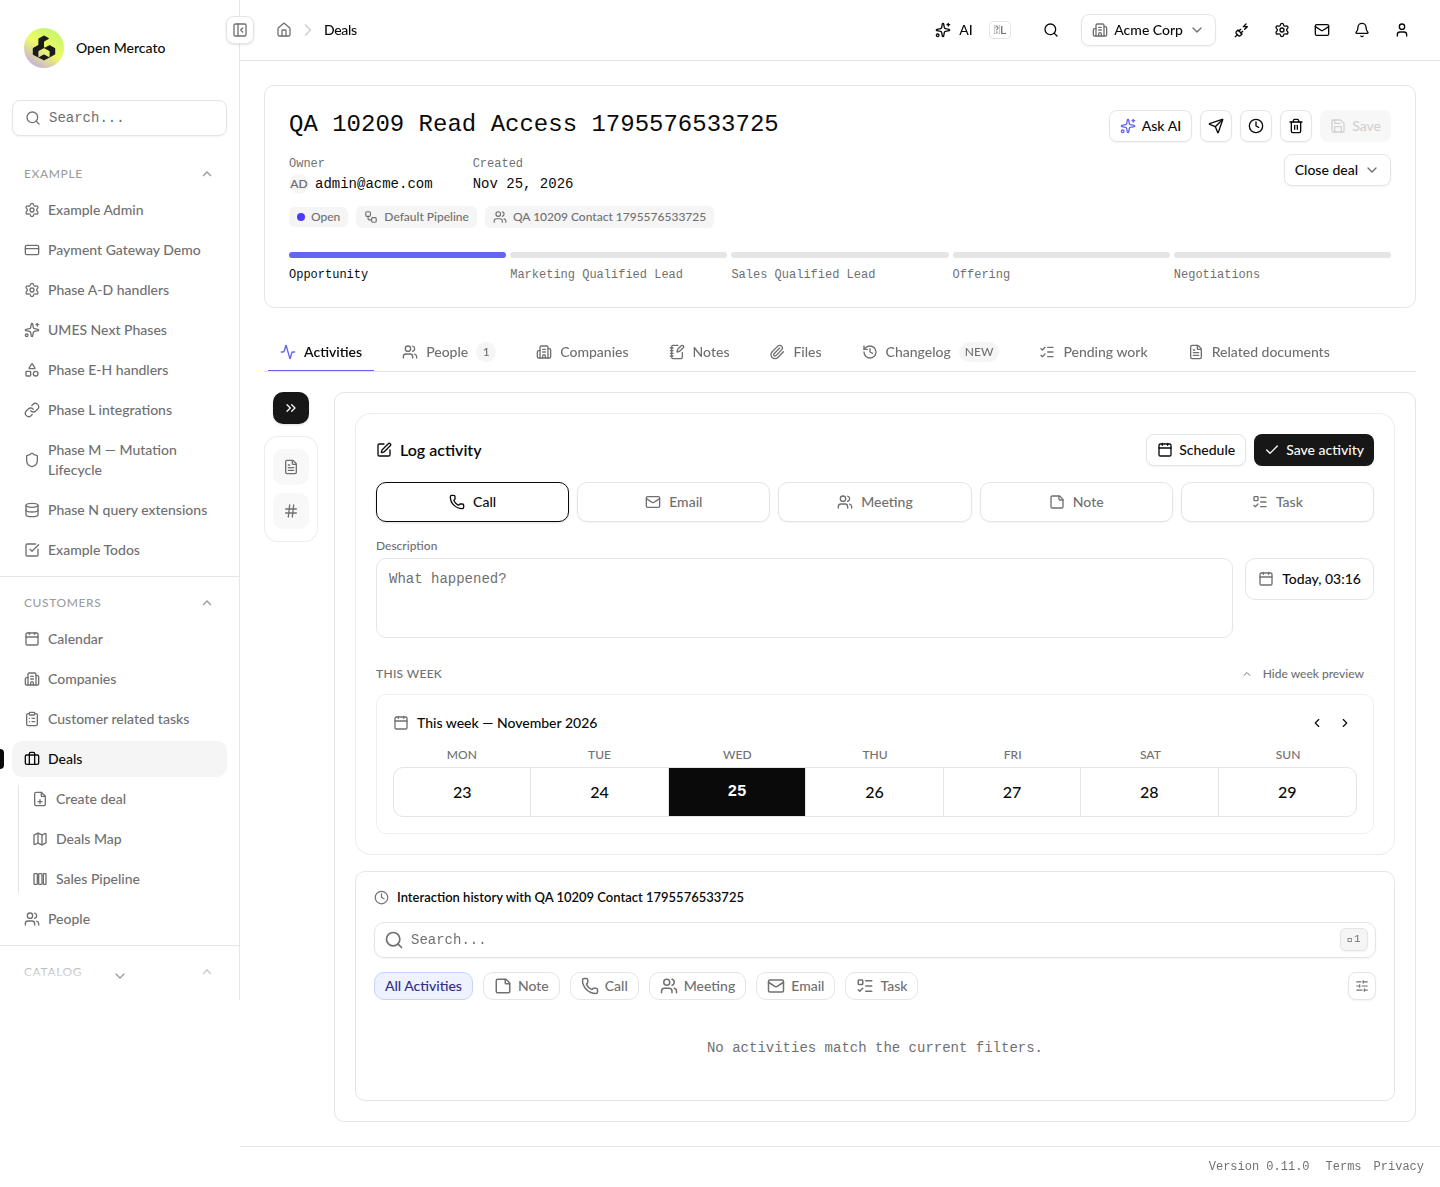 Open Mercato
Deals
AI
L
Acme Corp
Search...
EXAMPLE
Example Admin
Payment Gateway Demo
Phase A-D handlers
UMES Next Phases
Phase E-H handlers
Phase L integrations
Phase M — Mutation
Lifecycle
Phase N query extensions
Example Todos
CUSTOMERS
Calendar
Companies
Customer related tasks
Deals
Create deal
Deals Map
Sales Pipeline
People
CATALOG
QA 10209 Read Access 1795576533725
Ask AI
Save
Owner
Created
AD admin@acme.com
Nov 25, 2026
Close deal
Open
Default Pipeline
QA 10209 Contact 1795576533725
Opportunity
Marketing Qualified Lead
Sales Qualified Lead
Offering
Negotiations
Activities
People 1
Companies
Notes
Files
Changelog NEW
Pending work
Related documents
Log activity
Schedule
Save activity
Call
Email
Meeting
Note
Task
Description
What happened?
Today, 03:16
THIS WEEK
Hide week preview
This week — November 2026
MON TUE WED THU FRI SAT SUN
23 24 25 26 27 28 29
Interaction history with QA 10209 Contact 1795576533725
Search...
1
All Activities
Note
Call
Meeting
Email
Task
No activities match the current filters.
Version 0.11.0 Terms Privacy